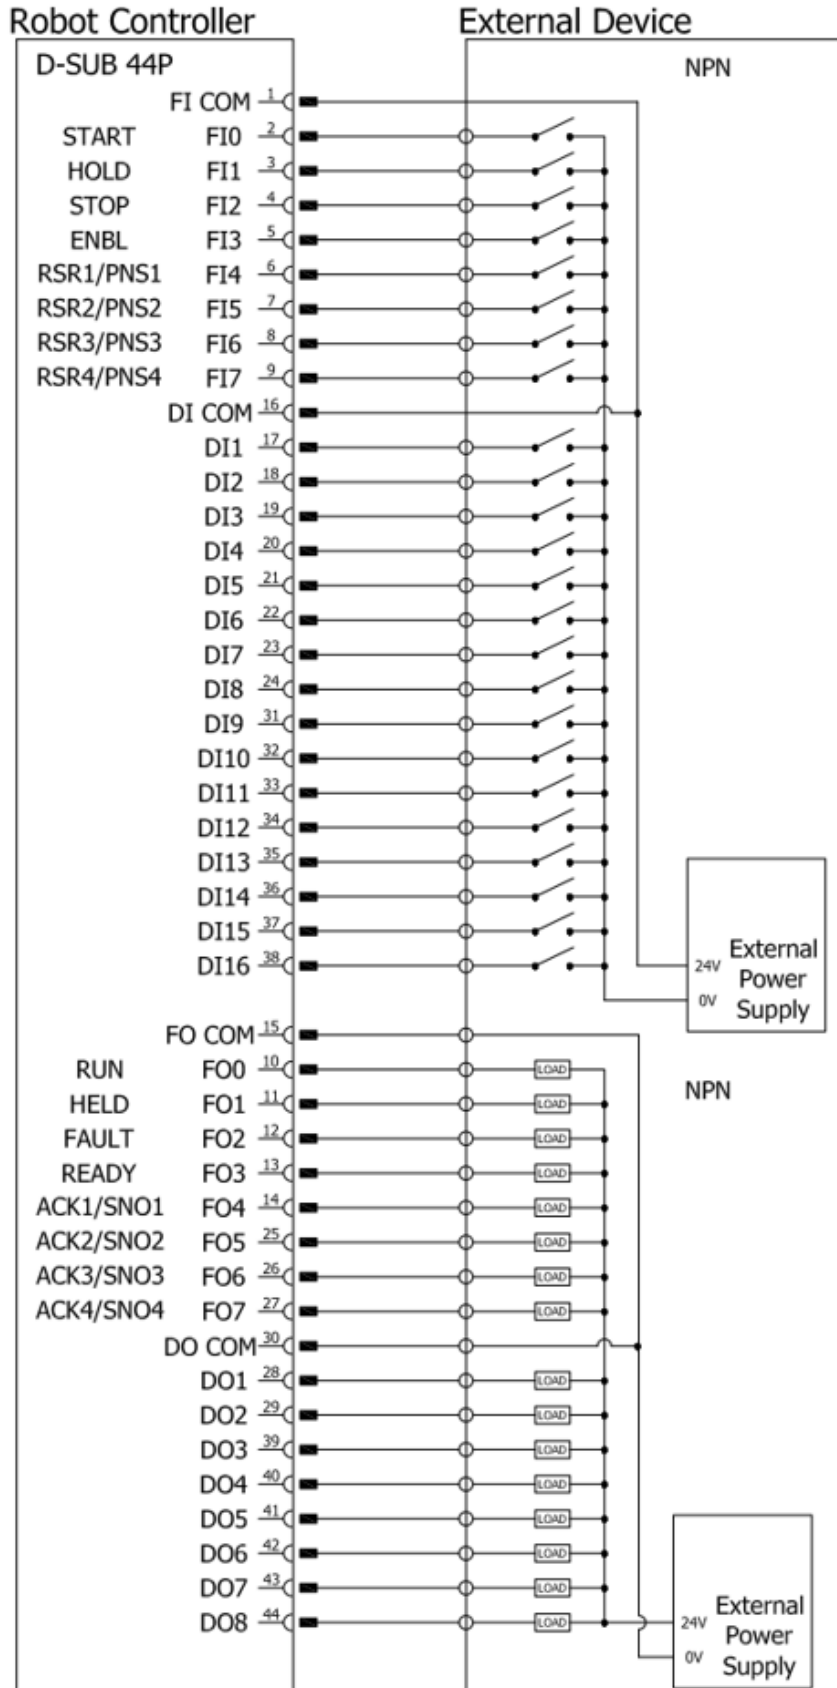 Robot Controller External Device
D-SUB 44P NPN
FI COM 1
START FI0 2
HOLD FI1 3
STOP FI2 4
ENBL FI3 5
RSR1/PNS1 FI4 6
RSR2/PNS2 FI5 7
RSR3/PNS3 FI6 8
RSR4/PNS4 FI7 9
DI COM 16
DI1 17
DI2 18
DI3 19
DI4 20
DI5 21
DI6 22
DI7 23
DI8 24
DI9 31
DI10 32
DI11 33
DI12 34
DI13 35
DI14 36
DI15 37
DI16 38
24V External
Power
0V Supply
FO COM 15
RUN FO0 10 LOAD
NPN
HELD FO1 11 LOAD
FAULT FO2 12 LOAD
READY FO3 13 LOAD
ACK1/SNO1 FO4 14 LOAD
ACK2/SNO2 FO5 25 LOAD
ACK3/SNO3 FO6 26 LOAD
ACK4/SNO4 FO7 27 LOAD
DO COM 30
DO1 28 LOAD
DO2 29 LOAD
DO3 39 LOAD
DO4 40 LOAD
DO5 41 LOAD
DO6 42 LOAD
DO7 43 LOAD
DO8 44 LOAD
24V External
Power
0V Supply